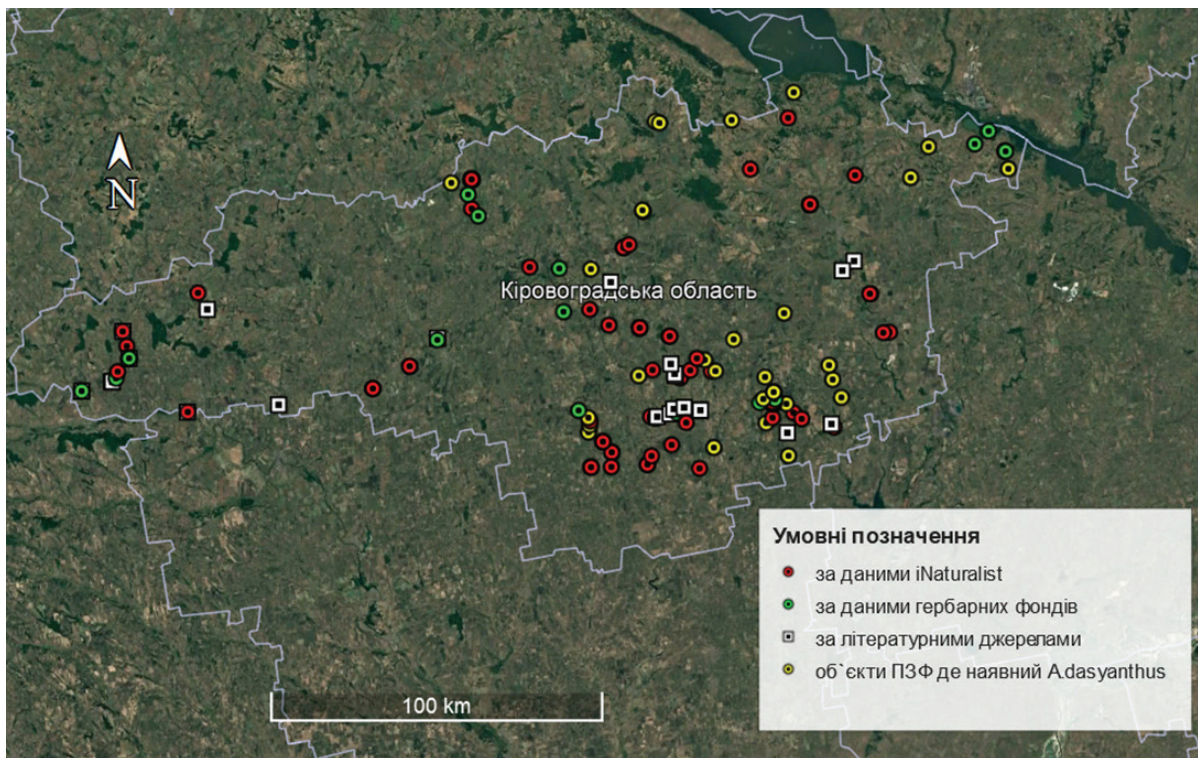 N
Кіровоградська область
Умовні позначення
за даними iNaturalist
за даними гербарних фондів
за літературними джерелами
об`єкти ПЗФ де наявний A.dasyanthus
100 km